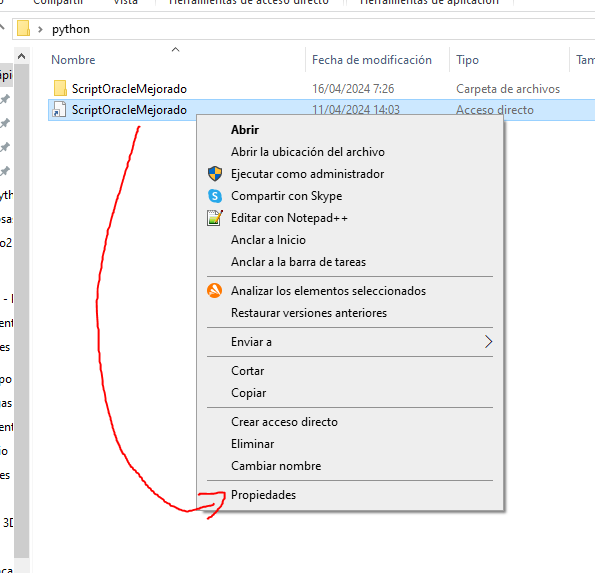 Compartir
Vista
Herramientas de acceso directo
Herramientas de aplicación
python
Nombre
Fecha de modificación
Tipo
ScriptOracleMejorado
16/04/2024 7:26
Carpeta de archivos
ScriptOracleMejorado
11/04/2024 14:03
Acceso directo
Abrir
Abrir la ubicación del archivo
Ejecutar como administrador
Compartir con Skype
Editar con Notepad++
Anclar a Inicio
Anclar a la barra de tareas
Analizar los elementos seleccionados
Restaurar versiones anteriores
Enviar a
Cortar
Copiar
Crear acceso directo
Eliminar
Cambiar nombre
Propiedades
3D